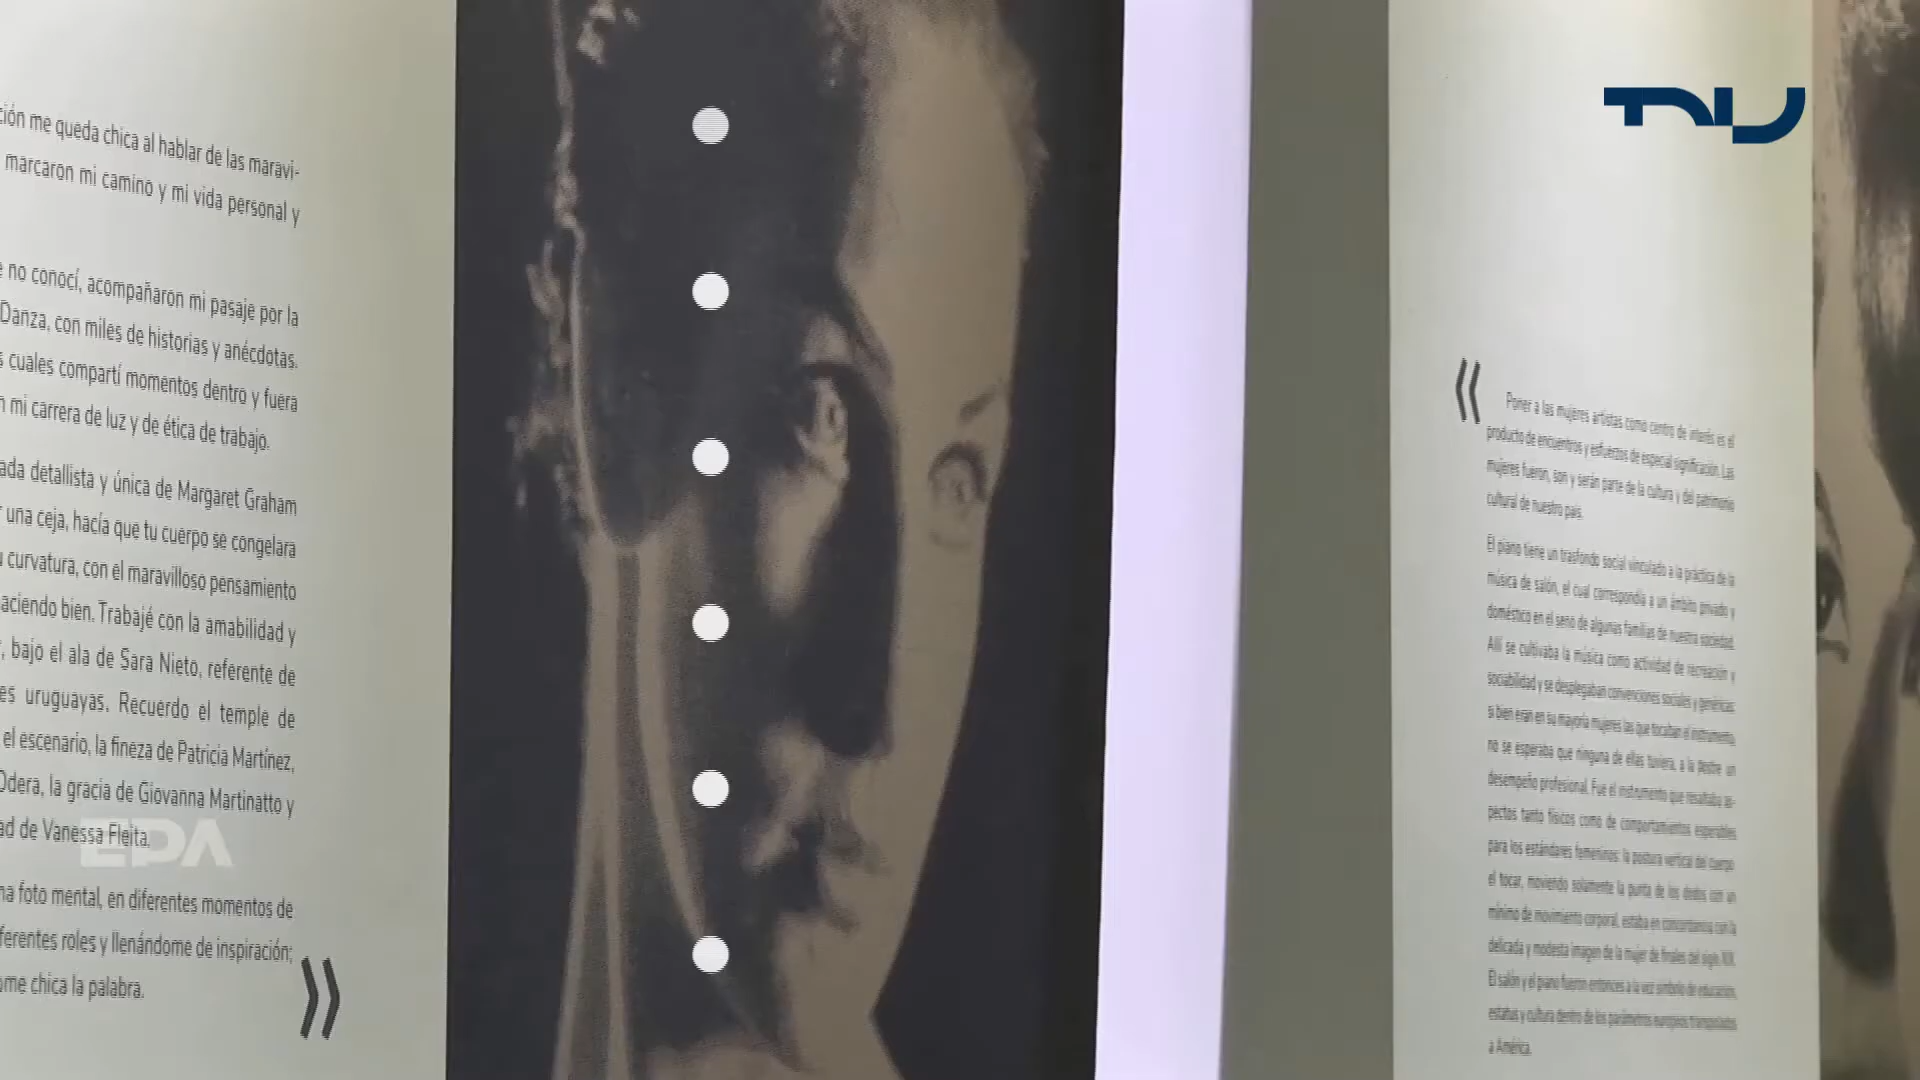 ción me queda chica al hablar de las maravi-
marcaron mi camino y mi vida personal y
no conocí, acompañaron mi pasaje por la
Danza, con miles de historias y anécdotas.
cuales compartí momentos dentro y fuera
mi carrera de luz y de ética de trabajo.
ada detallista y única de Margaret Graham
una ceja, hacía que tu cuerpo se congelara
curvatura, con el maravilloso pensamiento
aciendo bien. Trabajé con la amabilidad y
, bajo el ala de Sara Nieto, referente de
es uruguayas. Recuerdo el temple de
el escenario, la fineza de Patricia Martínez,
Odera, la gracia de Giovanna Martinatto y
ad de Vanessa Fleita.
EPA
na foto mental, en diferentes momentos de
ferentes roles y llenándome de inspiración;
ome chica la palabra.
»
TNU
«
Poner a las mujeres artistas como centro de interés es el
producto de encuentros y esfuerzos de especial significación. Las
mujeres fueron, son y serán parte de la cultura y del patrimonio
cultural de nuestro país.
El piano tiene un trasfondo social vinculado a la práctica de la
música de salón, el cual correspondía a un ámbito privado y
doméstico en el seno de algunas familias de nuestra sociedad.
Allí se cultivaba la música como actividad de recreación y
sociabilidad y se desplegaban convenciones sociales y genéricas:
si bien eran en su mayoría mujeres las que tocaban el instrumento,
no se esperaba que ninguna de ellas tuviera, a la postre un
desempeño profesional. Fue el instrumento que resaltaba as-
pectos tanto físicos como de comportamientos esperables
para los estándares femeninos: la postura vertical del cuerpo
el tocar, moviendo solamente la punta de los dedos con un
mínimo de movimiento corporal, estaba en concordancia con la
delicada y modesta imagen de la mujer de finales del siglo XIX.
El salón y el piano fueron entonces a la vez símbolo de educación,
estatus y cultura dentro de los parámetros europeos transpolados
a América.